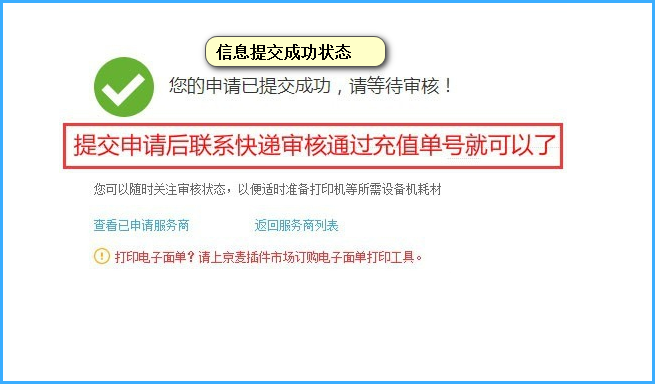 信息提交成功状态
您的申请已提交成功，请等待审核！
提交申请后联系快递审核通过充值单号就可以了
您可以随时关注审核状态，以便适时准备打印机等所需设备机耗材
查看已申请服务商 返回服务商列表
打印电子面单？请上京麦插件市场订购电子面单打印工具。